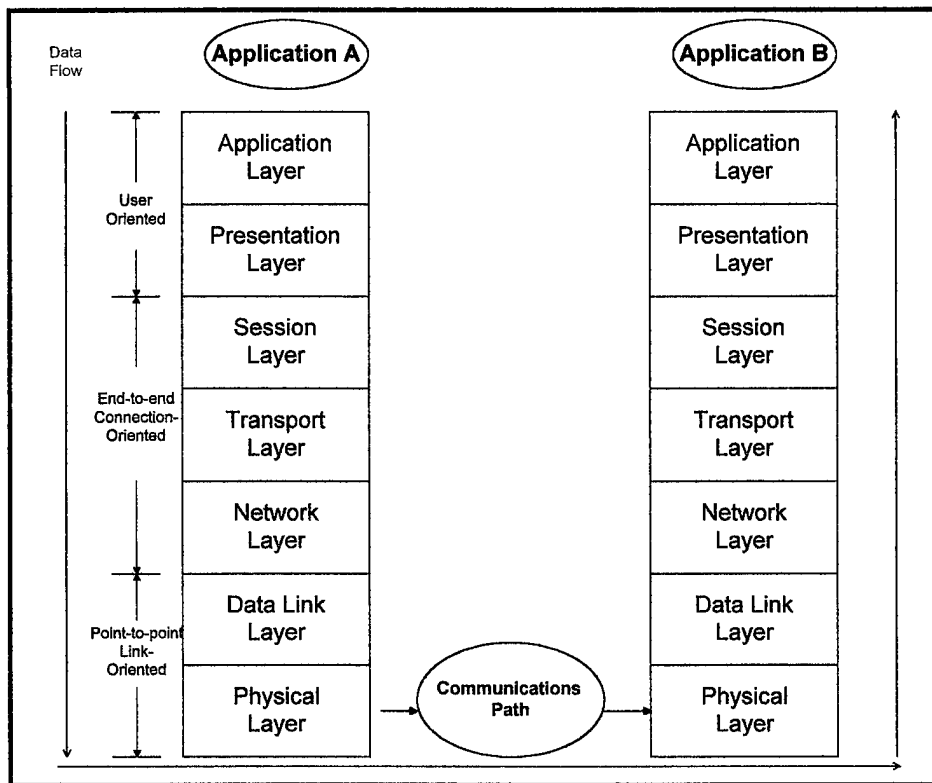 Data
Flow
Application A
Application B
User
Oriented
End-to-end
Connection-
Oriented
Point-to-point
Link-
Oriented
Application
Layer
Presentation
Layer
Session
Layer
Transport
Layer
Network
Layer
Data Link
Layer
Physical
Layer
Communications
Path
Application
Layer
Presentation
Layer
Session
Layer
Transport
Layer
Network
Layer
Data Link
Layer
Physical
Layer